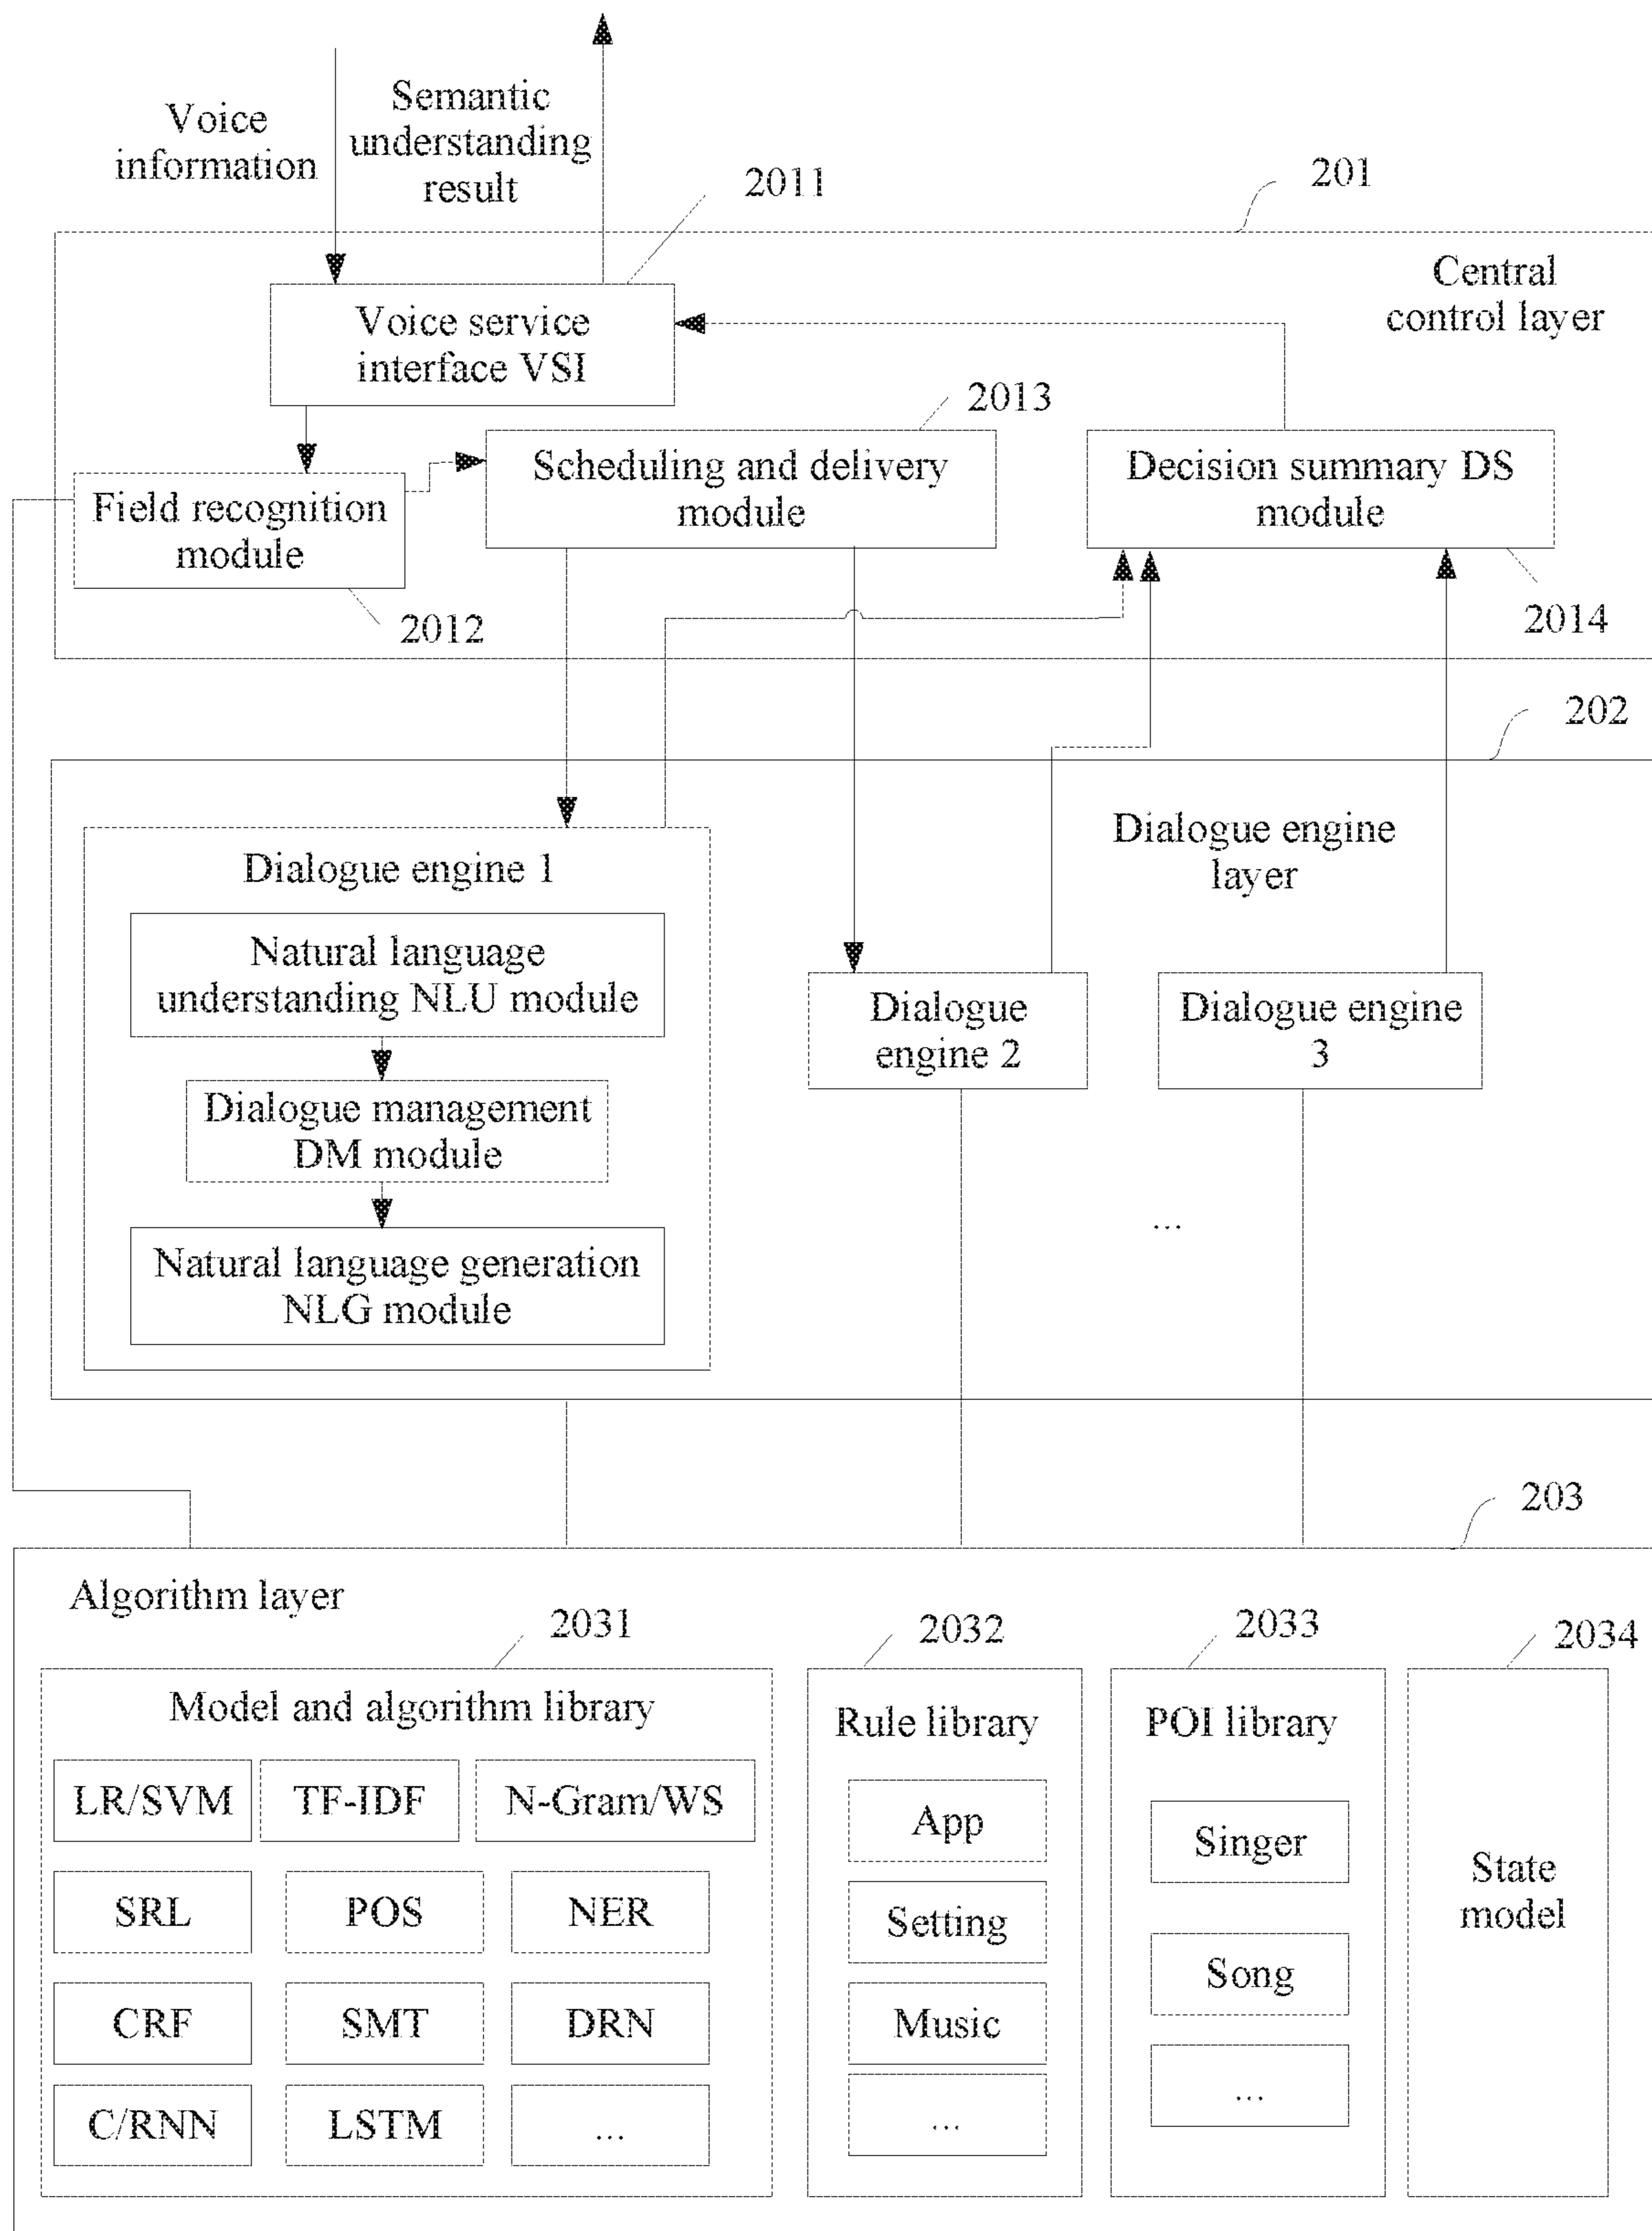 Voice
information
Semantic
understanding
result
2011
201
Central
control layer
Voice service
interface VSI
2013
Scheduling and delivery
module
Decision summary DS
module
Field recognition
module
2012
2014
202
Dialogue engine
layer
Dialogue engine 1
Natural language
understanding NLU module
Dialogue management
DM module
Natural language generation
NLG module
Dialogue
engine 2
Dialogue engine
3
...
203
Algorithm layer
2031
2032
2033
2034
Model and algorithm library
LR/SVM
TF-IDF
N-Gram/WS
SRL
POS
NER
CRF
SMT
DRN
C/RNN
LSTM
...
Rule library
App
Setting
Music
...
POI library
Singer
Song
...
State
model